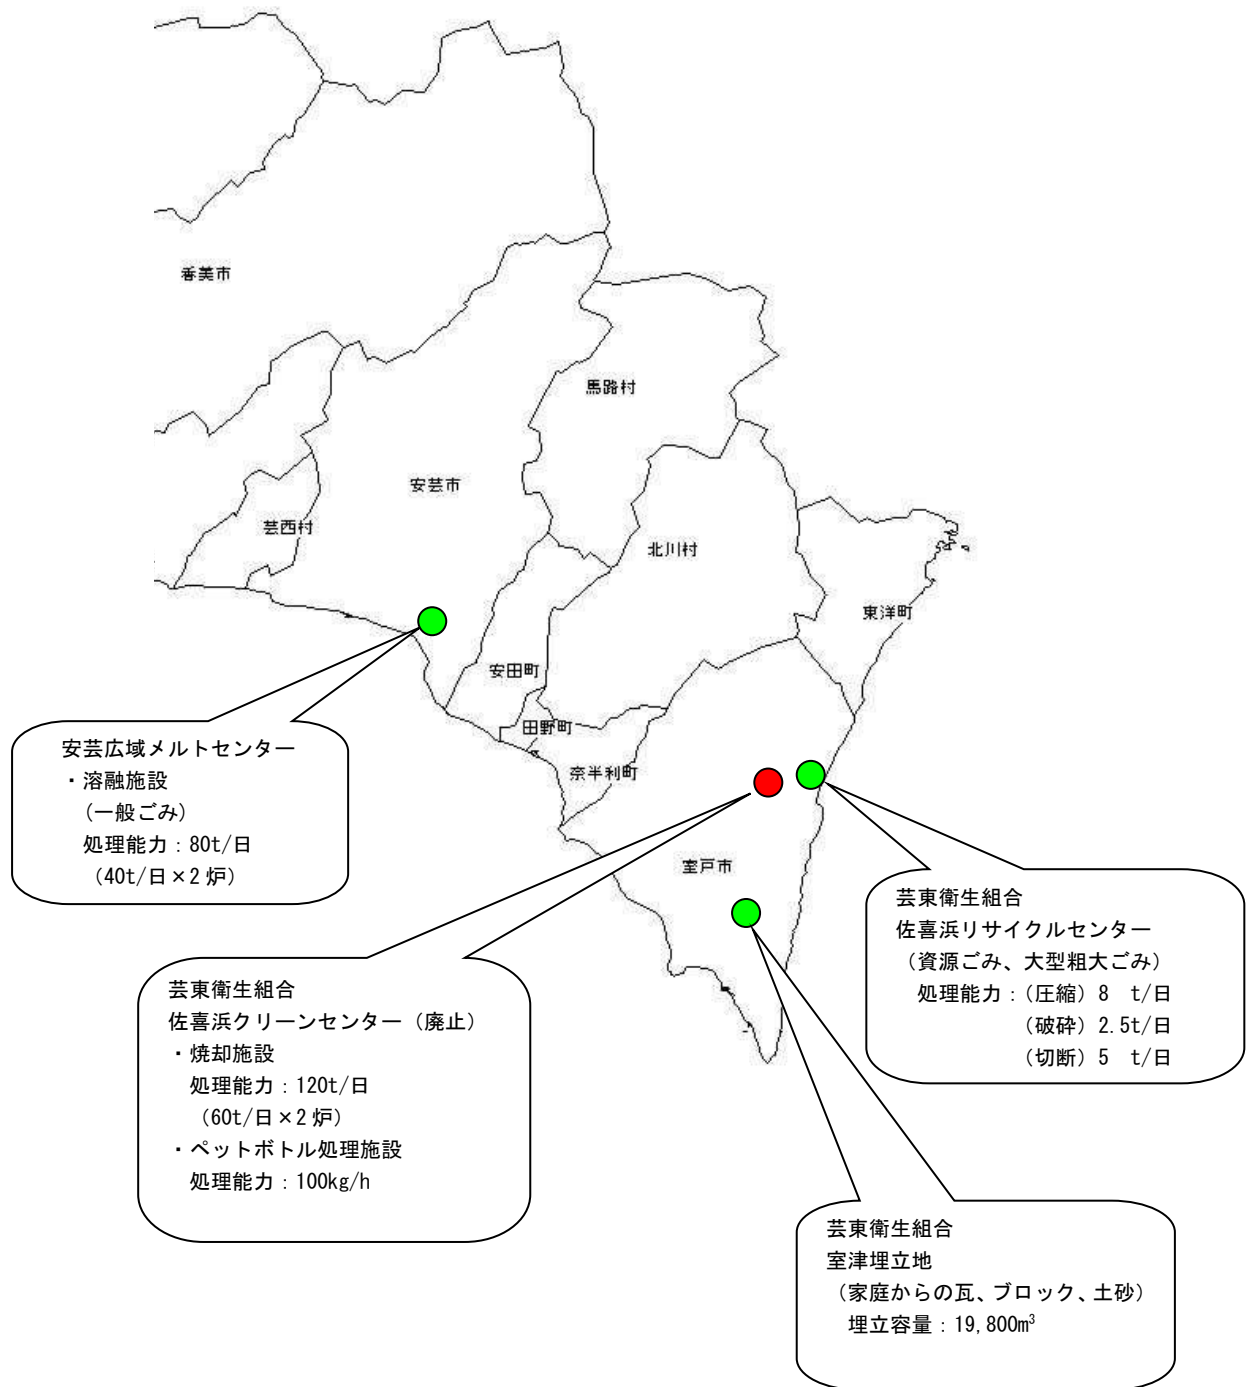 香美市
馬路村
安芸市
芸西村
北川村
東洋町
安田町
田野町
奈半利町
室戸市
安芸広域メルトセンター
・溶融施設
(一般ごみ)
処理能力：80t/日
(40t/日×2炉)
芸東衛生組合
佐喜浜クリーンセンター（廃止）
・焼却施設
処理能力：120t/日
(60t/日×2炉)
・ペットボトル処理施設
処理能力：100kg/h
芸東衛生組合
佐喜浜リサイクルセンター
（資源ごみ、大型粗大ごみ）
処理能力：(圧縮) 8 t/日
(破砕) 2.5t/日
(切断) 5 t/日
芸東衛生組合
室津埋立地
（家庭からの瓦、ブロック、土砂）
埋立容量：19,800m³